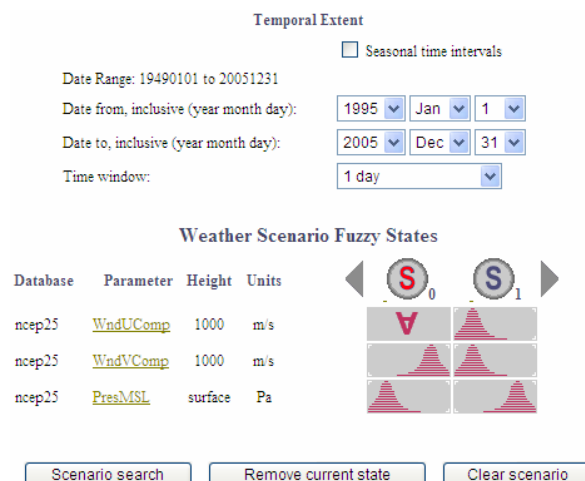 Temporal Extent
Seasonal time intervals
Date Range: 19490101 to 20051231
Date from, inclusive (year month day): 1995 Jan 1
Date to, inclusive (year month day): 2005 Dec 31
Time window: 1 day
Weather Scenario Fuzzy States
Database Parameter Height Units S 0 S 1
ncep25 WndUComp 1000 m/s ∀
ncep25 WndVComp 1000 m/s
ncep25 PresMSL surface Pa
Scenario search Remove current state Clear scenario